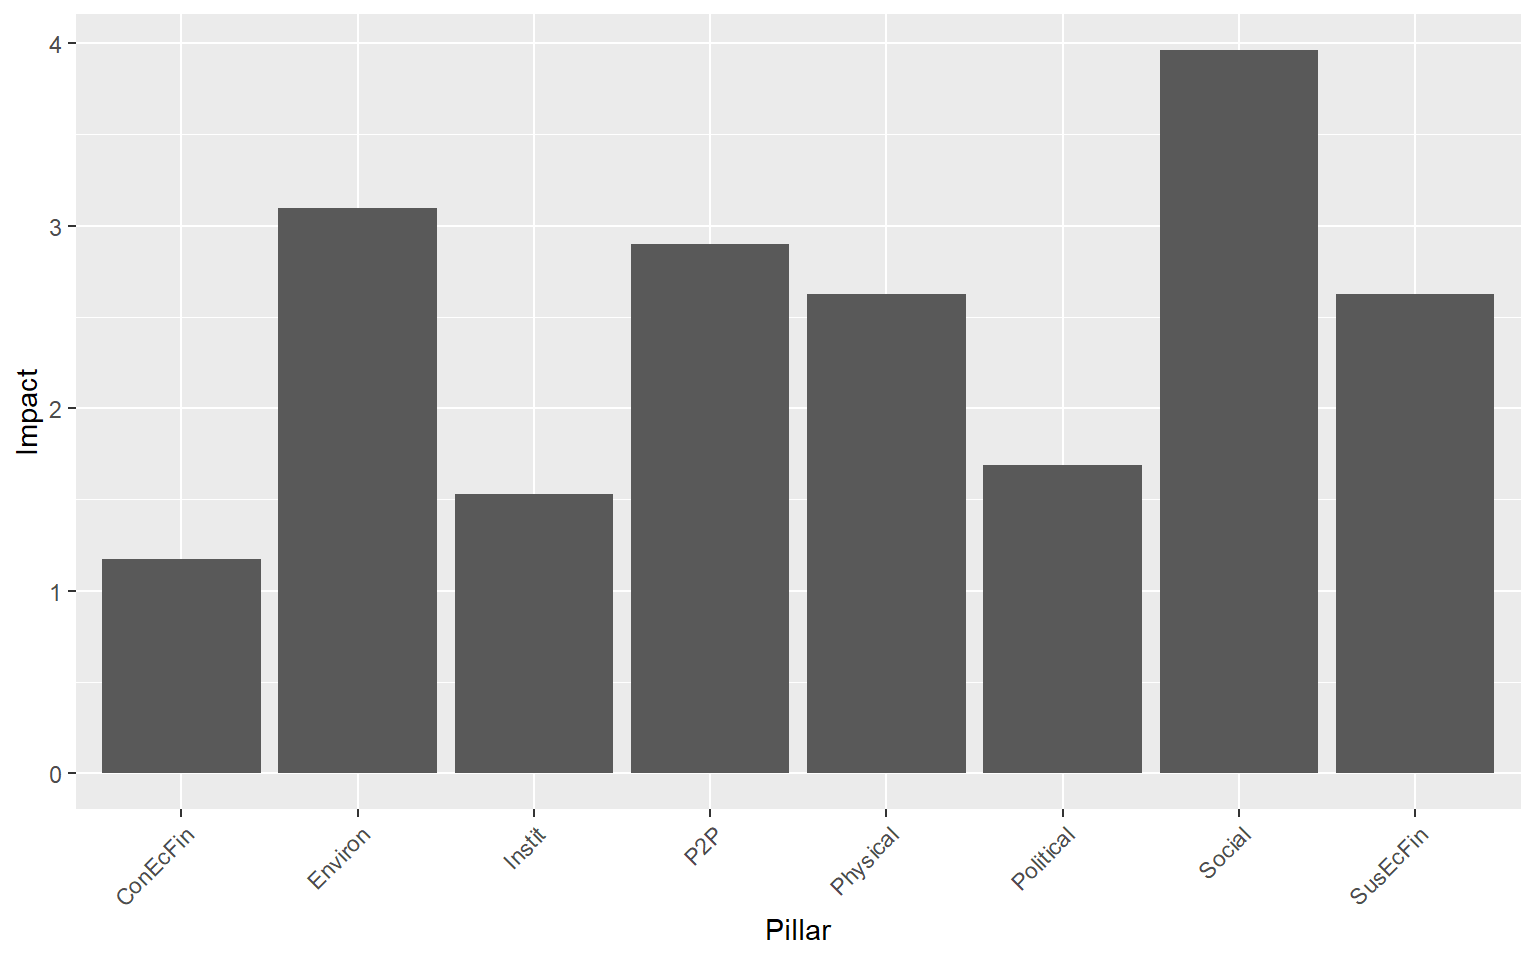 4
3
2
1
0
Impact
ConEcFin
Environ
Instit
P2P
Physical
Political
Social
SusEcFin
Pillar